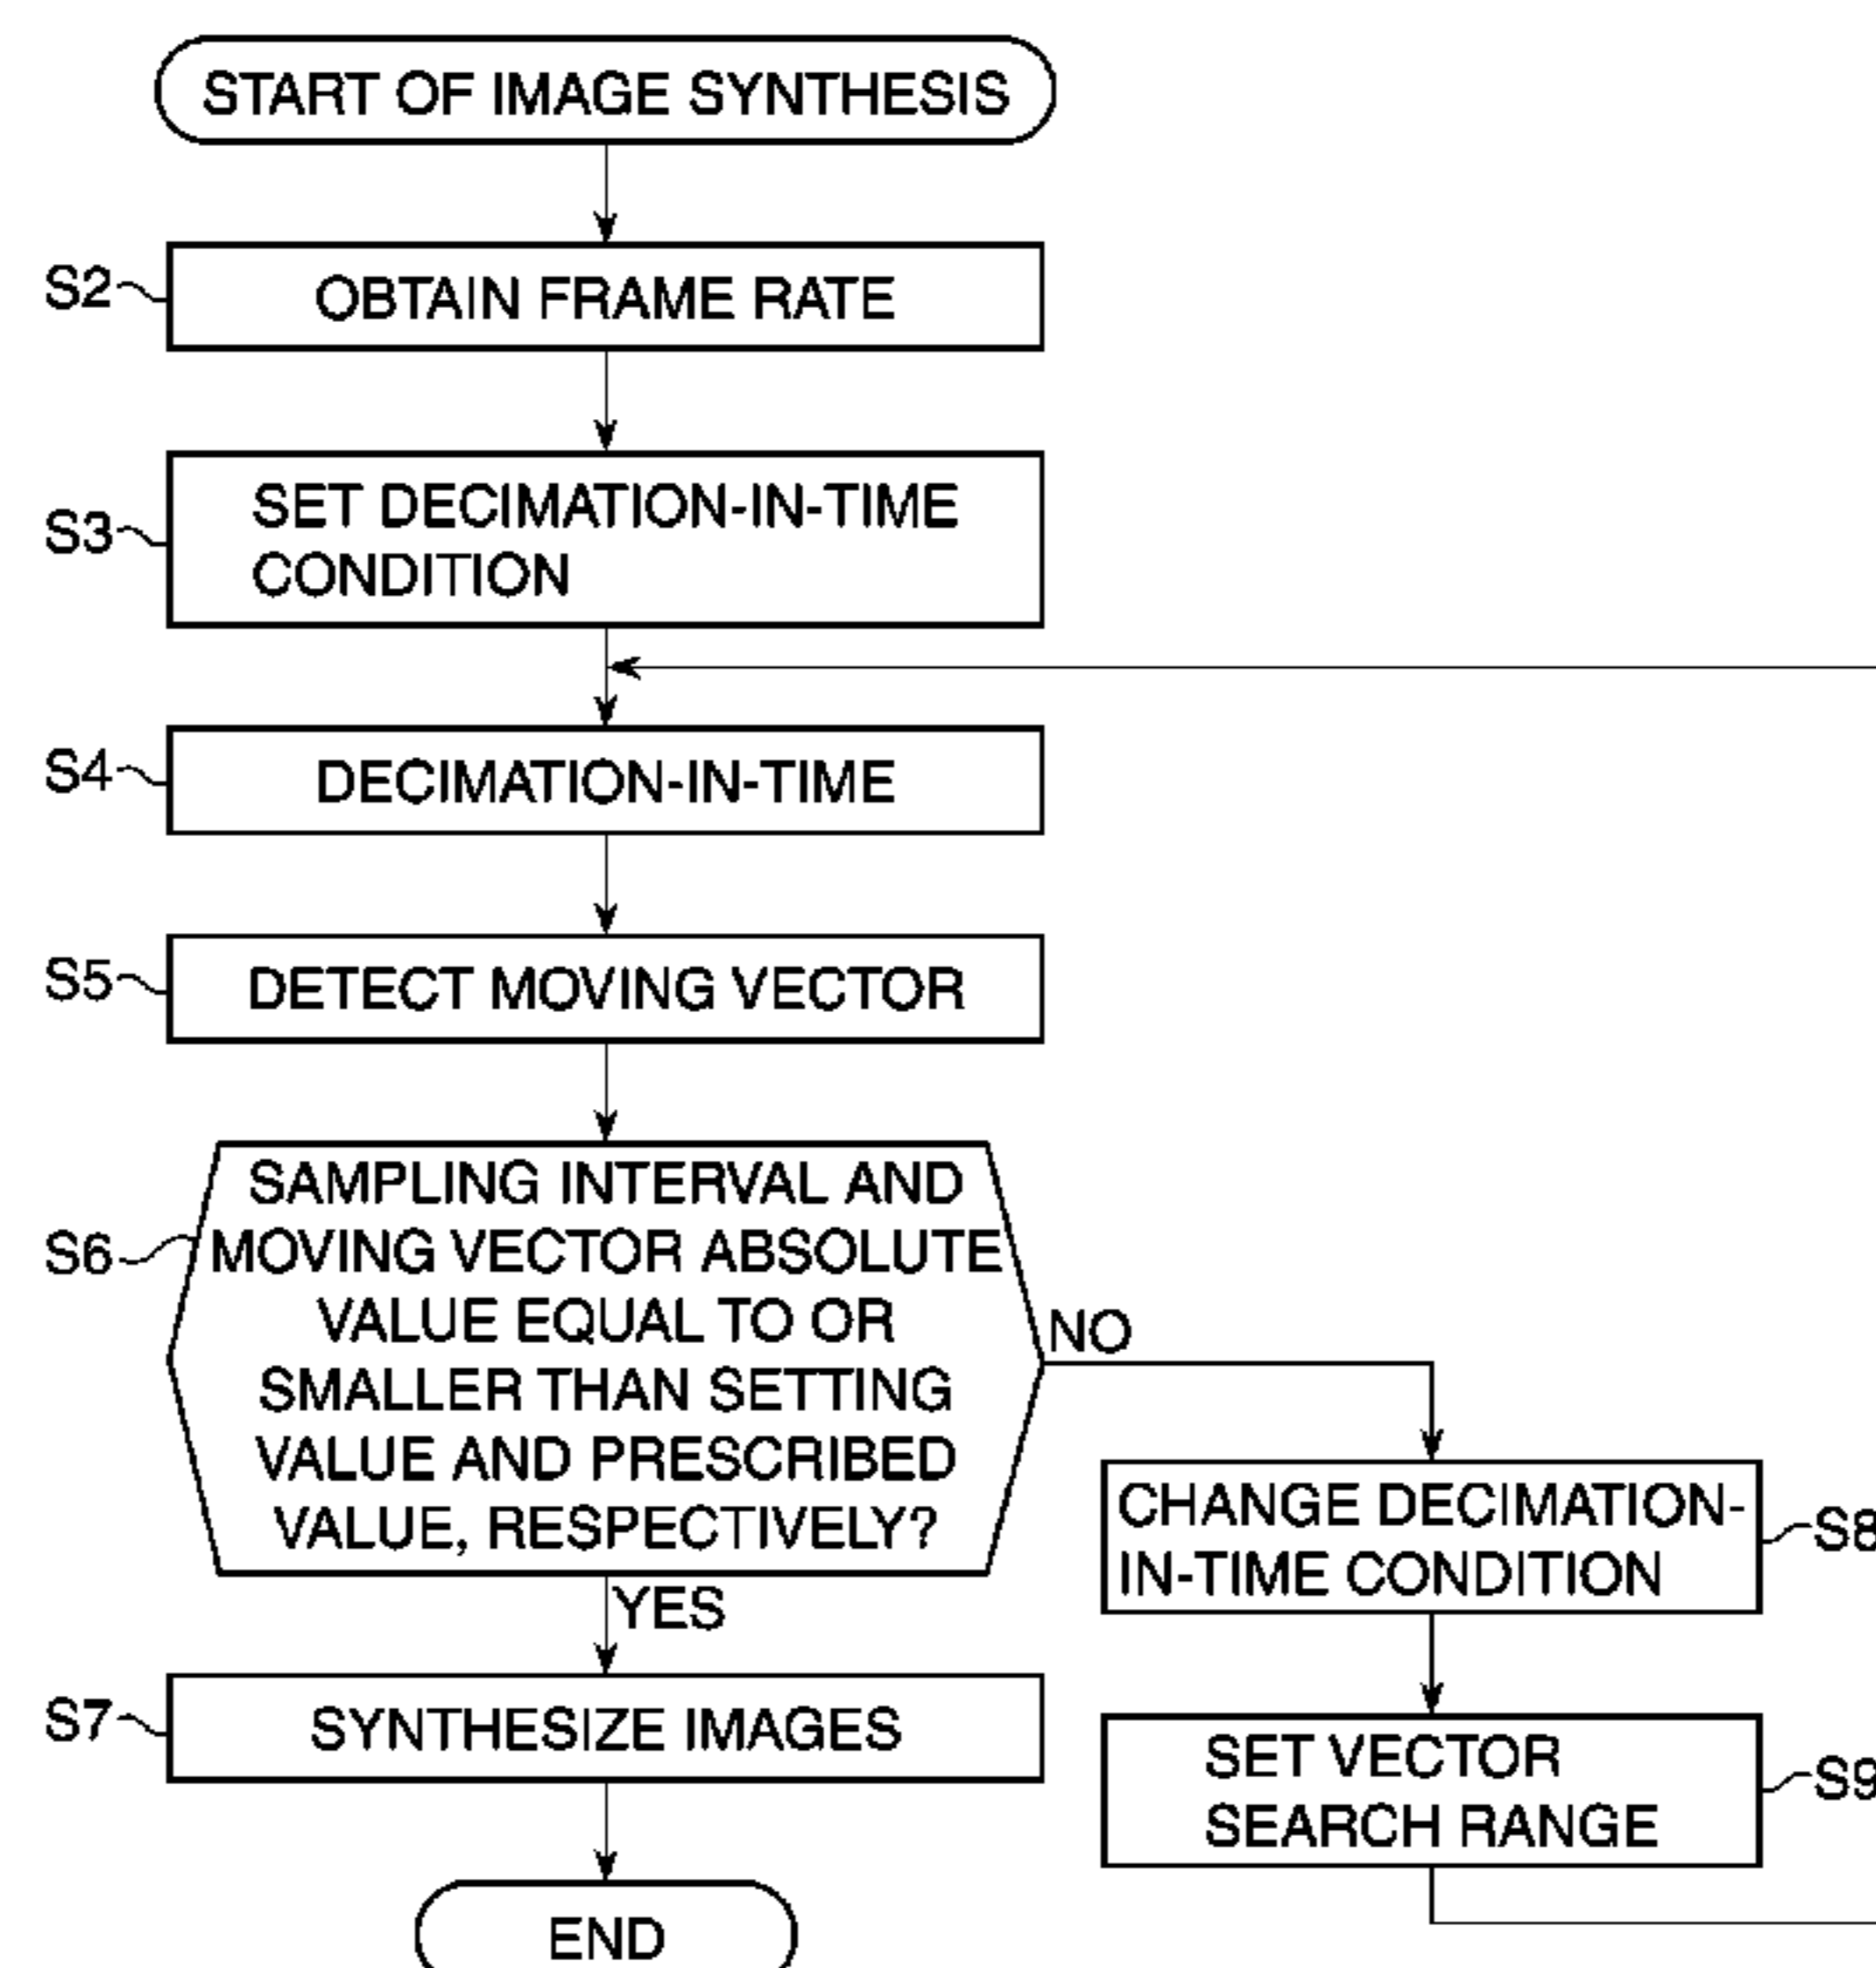 START OF IMAGE SYNTHESIS
S2
OBTAIN FRAME RATE
S3
SET DECIMATION-IN-TIME
CONDITION
S4
DECIMATION-IN-TIME
S5
DETECT MOVING VECTOR
S6
SAMPLING INTERVAL AND
MOVING VECTOR ABSOLUTE
VALUE EQUAL TO OR
SMALLER THAN SETTING
VALUE AND PRESCRIBED
VALUE, RESPECTIVELY?
NO
YES
CHANGE DECIMATION-
IN-TIME CONDITION
S8
S7
SYNTHESIZE IMAGES
SET VECTOR
SEARCH RANGE
S9
END